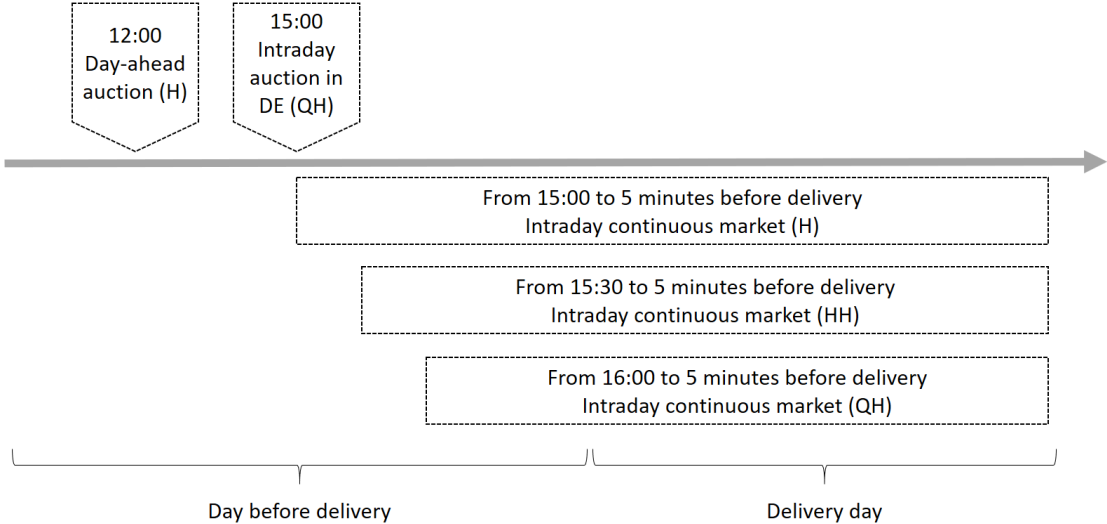 12:00
Day-ahead
auction (H)
15:00
Intraday
auction in
DE (QH)
From 15:00 to 5 minutes before delivery
Intraday continuous market (H)
From 15:30 to 5 minutes before delivery
Intraday continuous market (HH)
From 16:00 to 5 minutes before delivery
Intraday continuous market (QH)
Day before delivery
Delivery day